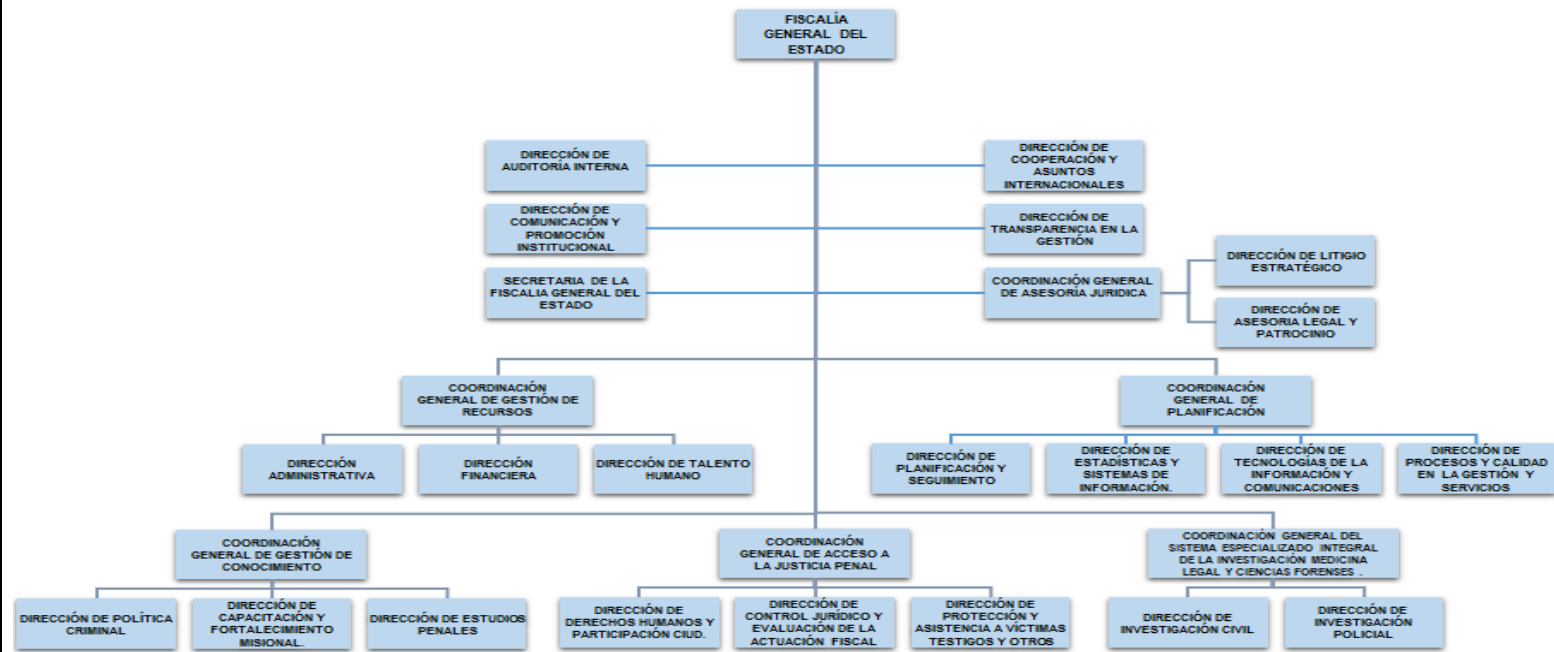 FISCALÍA
GENERAL DEL
ESTADO
DIRECCIÓN DE
AUDITORÍA INTERNA
DIRECCIÓN DE
COOPERACIÓN Y
ASUNTOS
INTERNACIONALES
DIRECCIÓN DE
COMUNICACIÓN Y
PROMOCIÓN
INSTITUCIONAL
DIRECCIÓN DE
TRANSPARENCIA EN LA
GESTIÓN
SECRETARIA DE LA
FISCALIA GENERAL DEL
ESTADO
COORDINACIÓN GENERAL
DE ASESORÍA JURIDICA
DIRECCIÓN DE LITIGIO
ESTRATÉGICO
DIRECCIÓN DE
ASESORIA LEGAL Y
PATROCINIO
COORDINACIÓN
GENERAL DE GESTIÓN DE
RECURSOS
COORDINACIÓN
GENERAL DE
PLANIFICACIÓN
DIRECCIÓN
ADMINISTRATIVA
DIRECCIÓN
FINANCIERA
DIRECCIÓN DE TALENTO
HUMANO
DIRECCIÓN DE
PLANIFICACIÓN Y
SEGUIMIENTO
DIRECCIÓN DE
ESTADÍSTICAS Y
SISTEMAS DE
INFORMACIÓN.
DIRECCIÓN DE
TECNOLOGÍAS DE LA
INFORMACIÓN Y
COMUNICACIONES
DIRECCIÓN DE
PROCESOS Y CALIDAD
EN LA GESTIÓN Y
SERVICIOS
COORDINACIÓN
GENERAL DE GESTIÓN DE
CONOCIMIENTO
COORDINACIÓN
GENERAL DE ACCESO A
LA JUSTICIA PENAL
COORDINACIÓN GENERAL DEL
SISTEMA ESPECIALIZADO INTEGRAL
DE LA INVESTIGACIÓN MEDICINA
LEGAL Y CIENCIAS FORENSES .
DIRECCIÓN DE POLÍTICA
CRIMINAL
DIRECCIÓN DE
CAPACITACIÓN Y
FORTALECIMIENTO
MISIONAL.
DIRECCIÓN DE ESTUDIOS
PENALES
DIRECCIÓN DE
DERECHOS HUMANOS Y
PARTICIPACIÓN CIUD.
DIRECCIÓN DE
CONTROL JURÍDICO Y
EVALUACIÓN DE LA
ACTUACIÓN FISCAL
DIRECCIÓN DE
PROTECCIÓN Y
ASISTENCIA A VÍCTIMAS
TESTIGOS Y OTROS
DIRECCIÓN DE
INVESTIGACIÓN CIVIL
DIRECCIÓN DE
INVESTIGACIÓN
POLICIAL